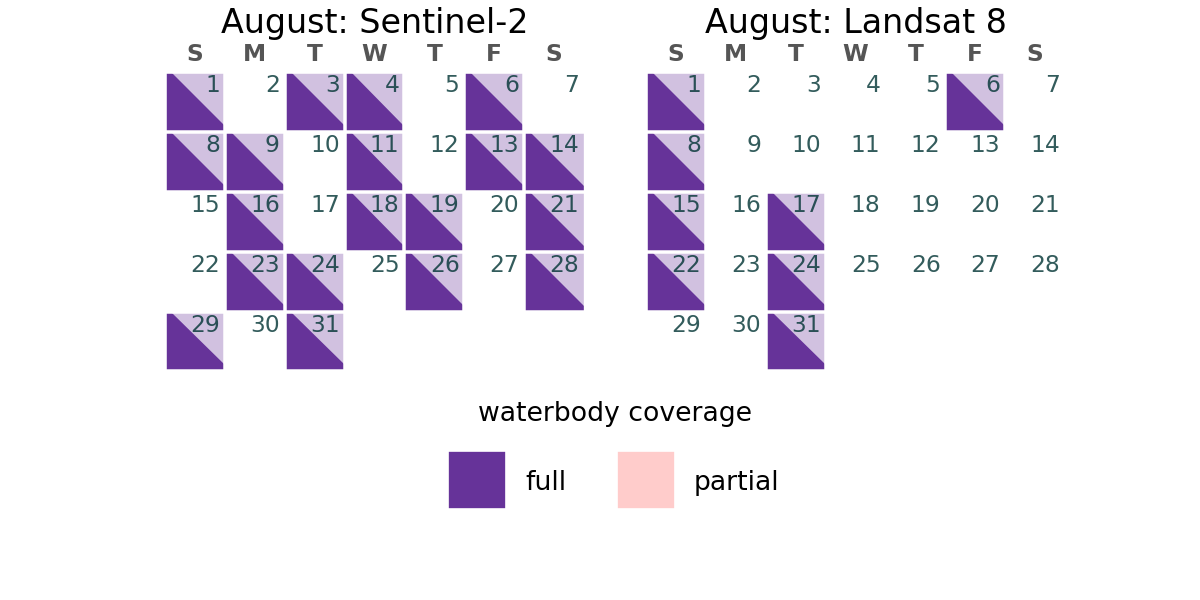 August: Sentinel-2
S M T W T F S
1 2 3 4 5 6 7
8 9 10 11 12 13 14
15 16 17 18 19 20 21
22 23 24 25 26 27 28
29 30 31
August: Landsat 8
S M T W T F S
1 2 3 4 5 6 7
8 9 10 11 12 13 14
15 16 17 18 19 20 21
22 23 24 25 26 27 28
29 30 31
waterbody coverage
full partial